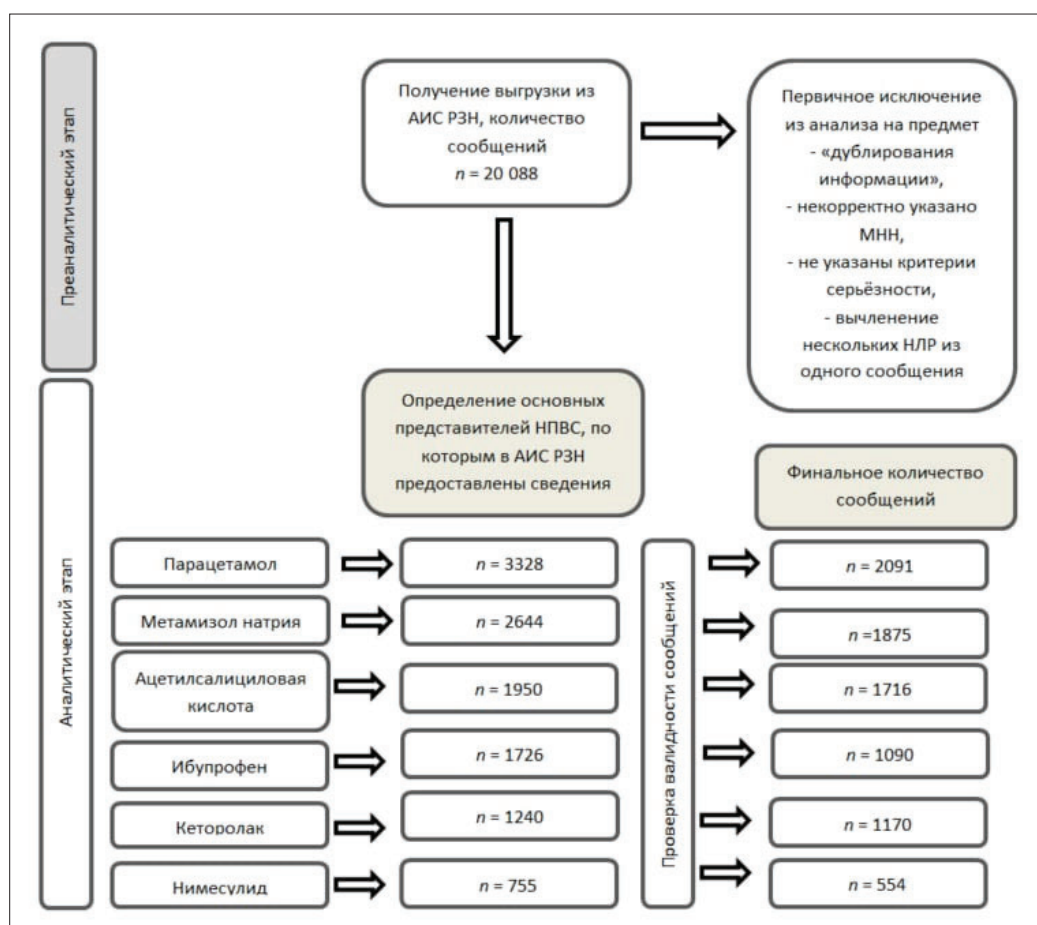 Преаналитический этап
Получение выгрузки из
АИС РЗН, количество
сообщений
n = 20 088
Первичное исключение
из анализа на предмет
- «дублирования
информации»,
- некорректно указано
МНН,
- не указаны критерии
серьёзности,
- вычленение
нескольких НЛР из
одного сообщения
Аналитический этап
Определение основных
представителей НПВС, по
которым в АИС РЗН
предоставлены сведения
Финальное количество
сообщений
Проверка валидности сообщений
Парацетамол
n = 3328
n = 2091
Метамизол натрия
n = 2644
n =1875
Ацетилсалициловая
кислота
n = 1950
n = 1716
Ибупрофен
n = 1726
n = 1090
Кеторолак
n = 1240
n = 1170
Нимесулид
n = 755
n = 554